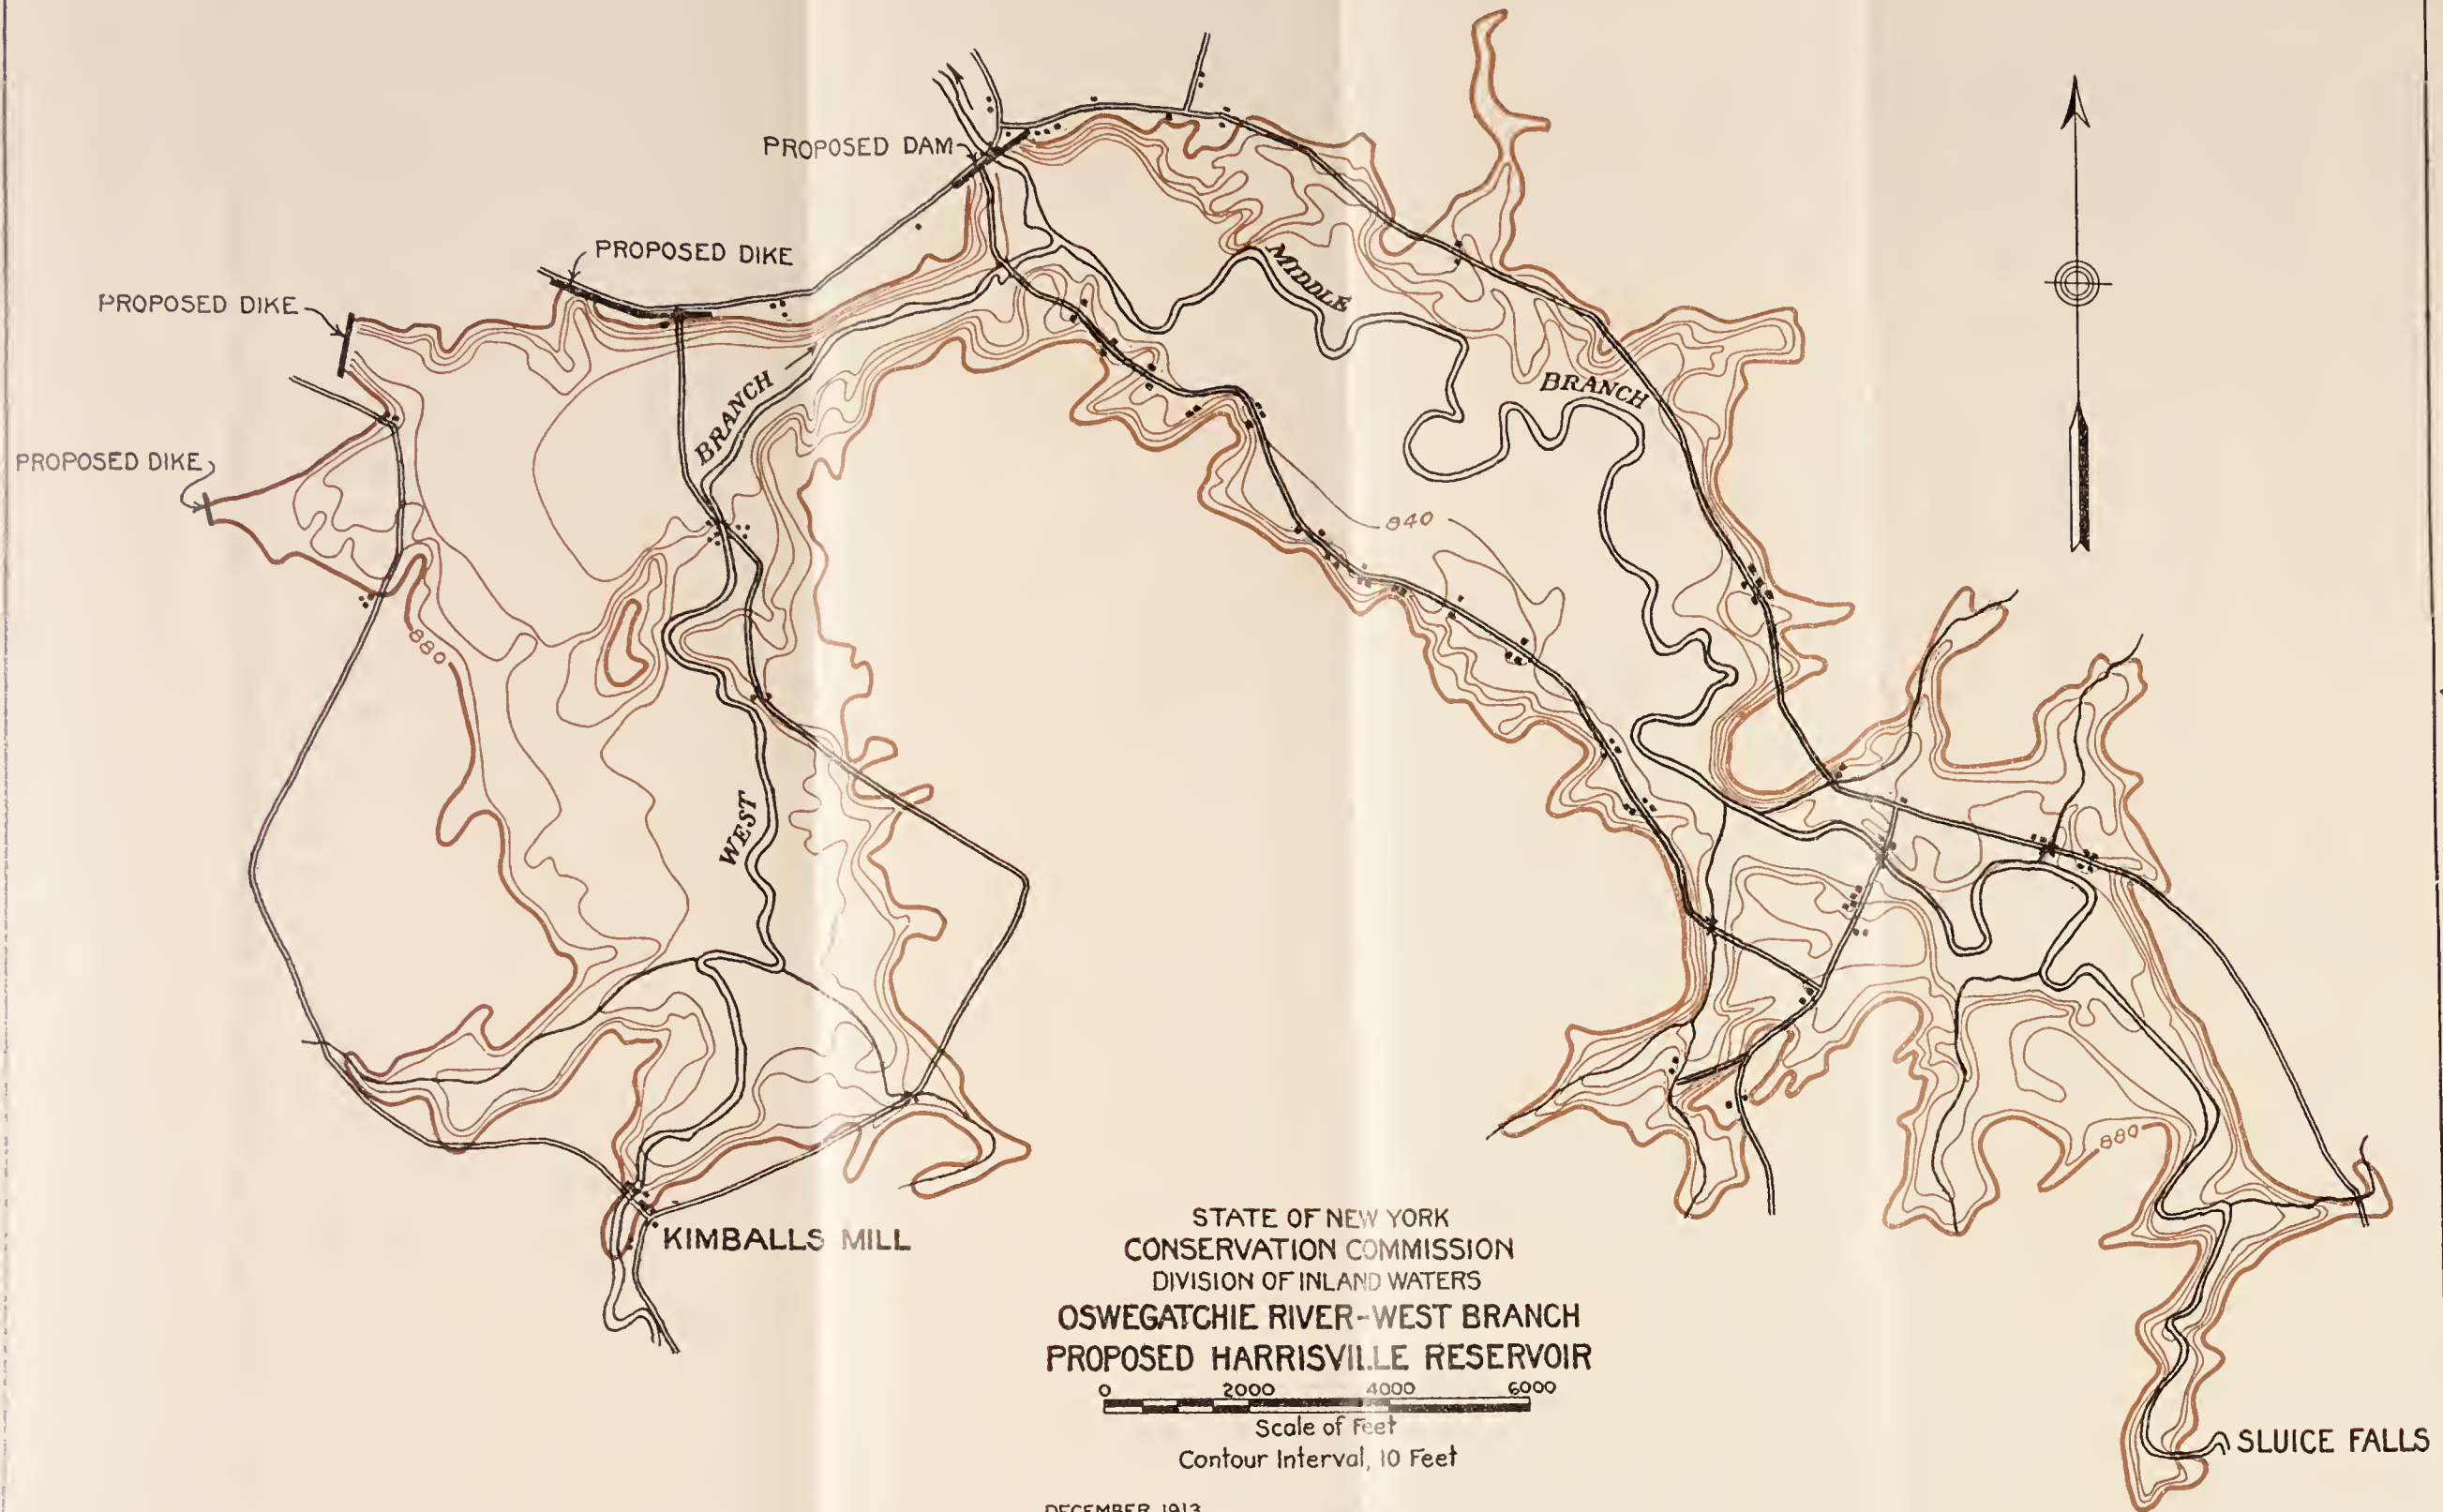 PROPOSED DAM
PROPOSED DIKE
PROPOSED DIKE
PROPOSED DIKE
MIDDLE
BRANCH
BRANCH
WEST
840
880
880
KIMBALLS MILL
SLUICE FALLS
STATE OF NEW YORK
CONSERVATION COMMISSION
DIVISION OF INLAND WATERS
OSWEGATCHIE RIVER-WEST BRANCH
PROPOSED HARRISVILLE RESERVOIR
0 2000 4000 6000
Scale of Feet
Contour Interval, 10 Feet
DECEMBER 1913